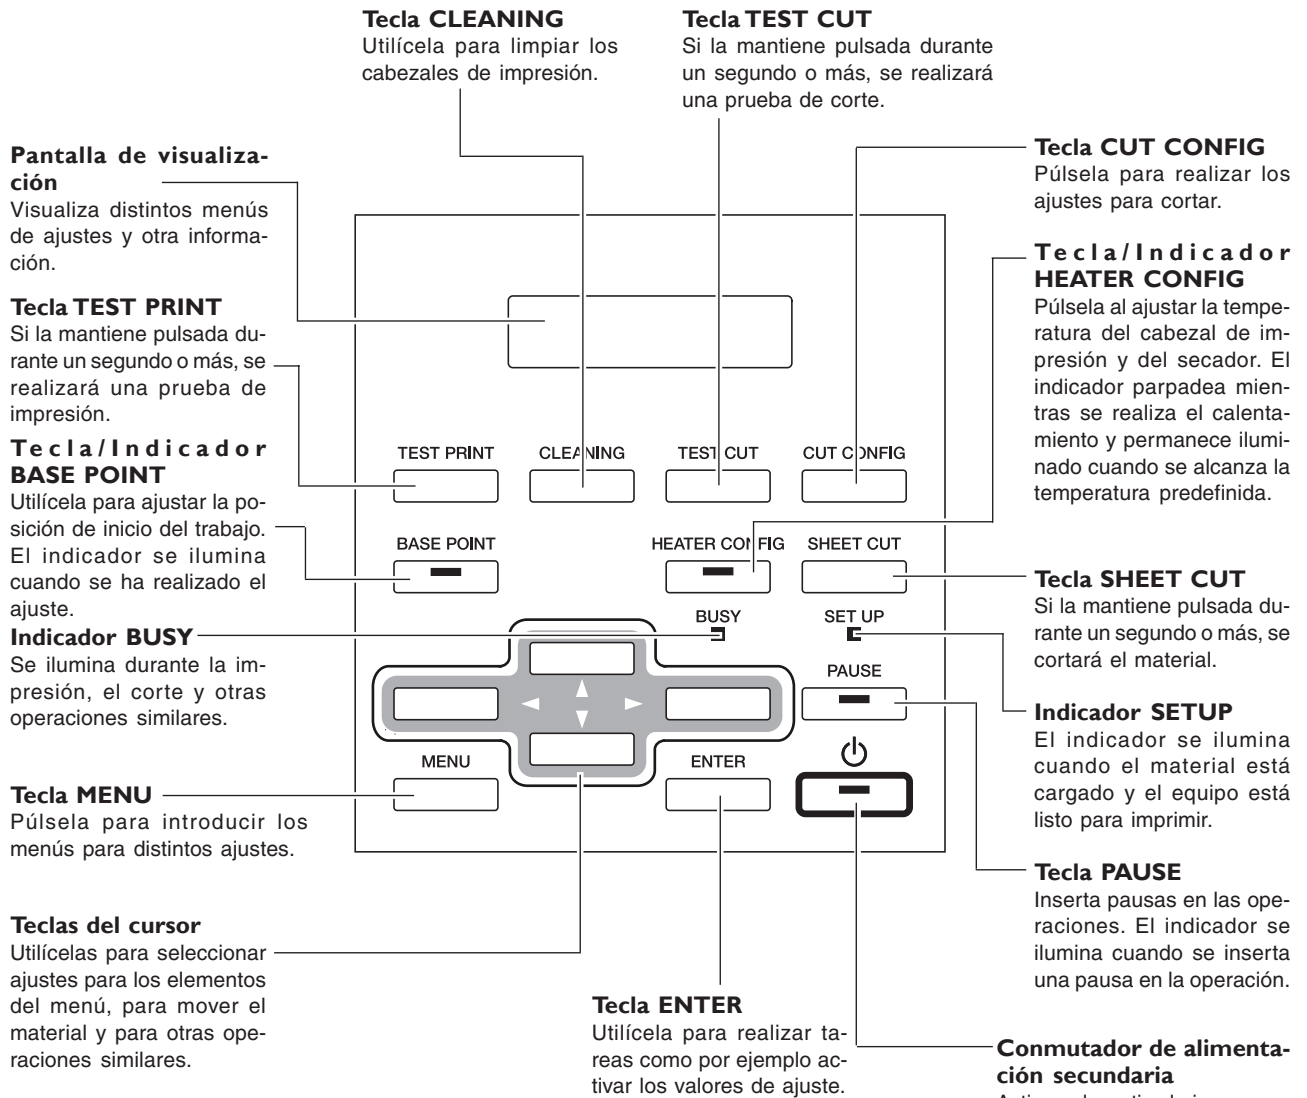 Tecla CLEANING
Utilícela para limpiar los
cabezales de impresión.
Tecla TEST CUT
Si la mantiene pulsada durante
un segundo o más, se realizará
una prueba de corte.
Pantalla de visualiza-
ción
Visualiza distintos menús
de ajustes y otra informa-
ción.
Tecla TEST PRINT
Si la mantiene pulsada du-
rante un segundo o más, se
realizará una prueba de
impresión.
Tecla/Indicador
BASE POINT
Utilícela para ajustar la po-
sición de inicio del trabajo.
El indicador se ilumina
cuando se ha realizado el
ajuste.
Indicador BUSY
Se ilumina durante la im-
presión, el corte y otras
operaciones similares.
Tecla MENU
Púlsela para introducir los
menús para distintos ajustes.
Teclas del cursor
Utilícelas para seleccionar
ajustes para los elementos
del menú, para mover el
material y para otras ope-
raciones similares.
TEST PRINT
CLEANING
TEST CUT
CUT CONFIG
BASE POINT
HEATER CONFIG
SHEET CUT
BUSY
SET UP
PAUSE
MENU
ENTER
Tecla ENTER
Utilícela para realizar ta-
reas como por ejemplo ac-
tivar los valores de ajuste.
Tecla CUT CONFIG
Púlsela para realizar los
ajustes para cortar.
Tecla/Indicador
HEATER CONFIG
Púlsela al ajustar la tempe-
ratura del cabezal de im-
presión y del secador. El
indicador parpadea mien-
tras se realiza el calenta-
miento y permanece ilumi-
nado cuando se alcanza la
temperatura predefinida.
Tecla SHEET CUT
Si la mantiene pulsada du-
rante un segundo o más, se
cortará el material.
Indicador SETUP
El indicador se ilumina
cuando el material está
cargado y el equipo está
listo para imprimir.
Tecla PAUSE
Inserta pausas en las ope-
raciones. El indicador se
ilumina cuando se inserta
una pausa en la operación.
Conmutador de alimenta-
ción secundaria